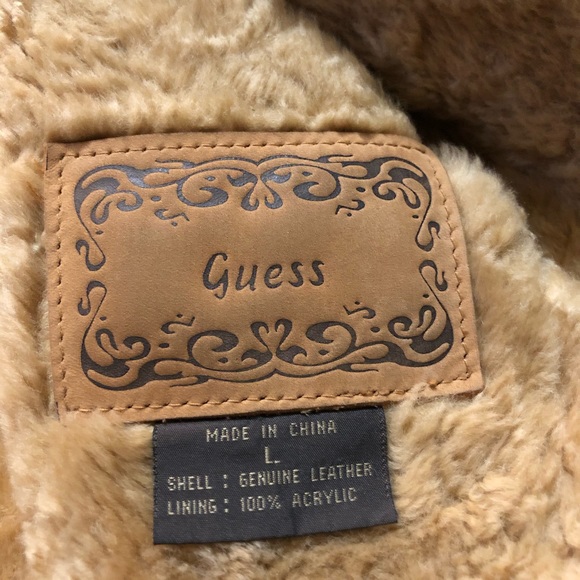 Guess
MADE IN CHINA
L
SHELL : GENUINE LEATHER
LINING : 100% ACRYLIC